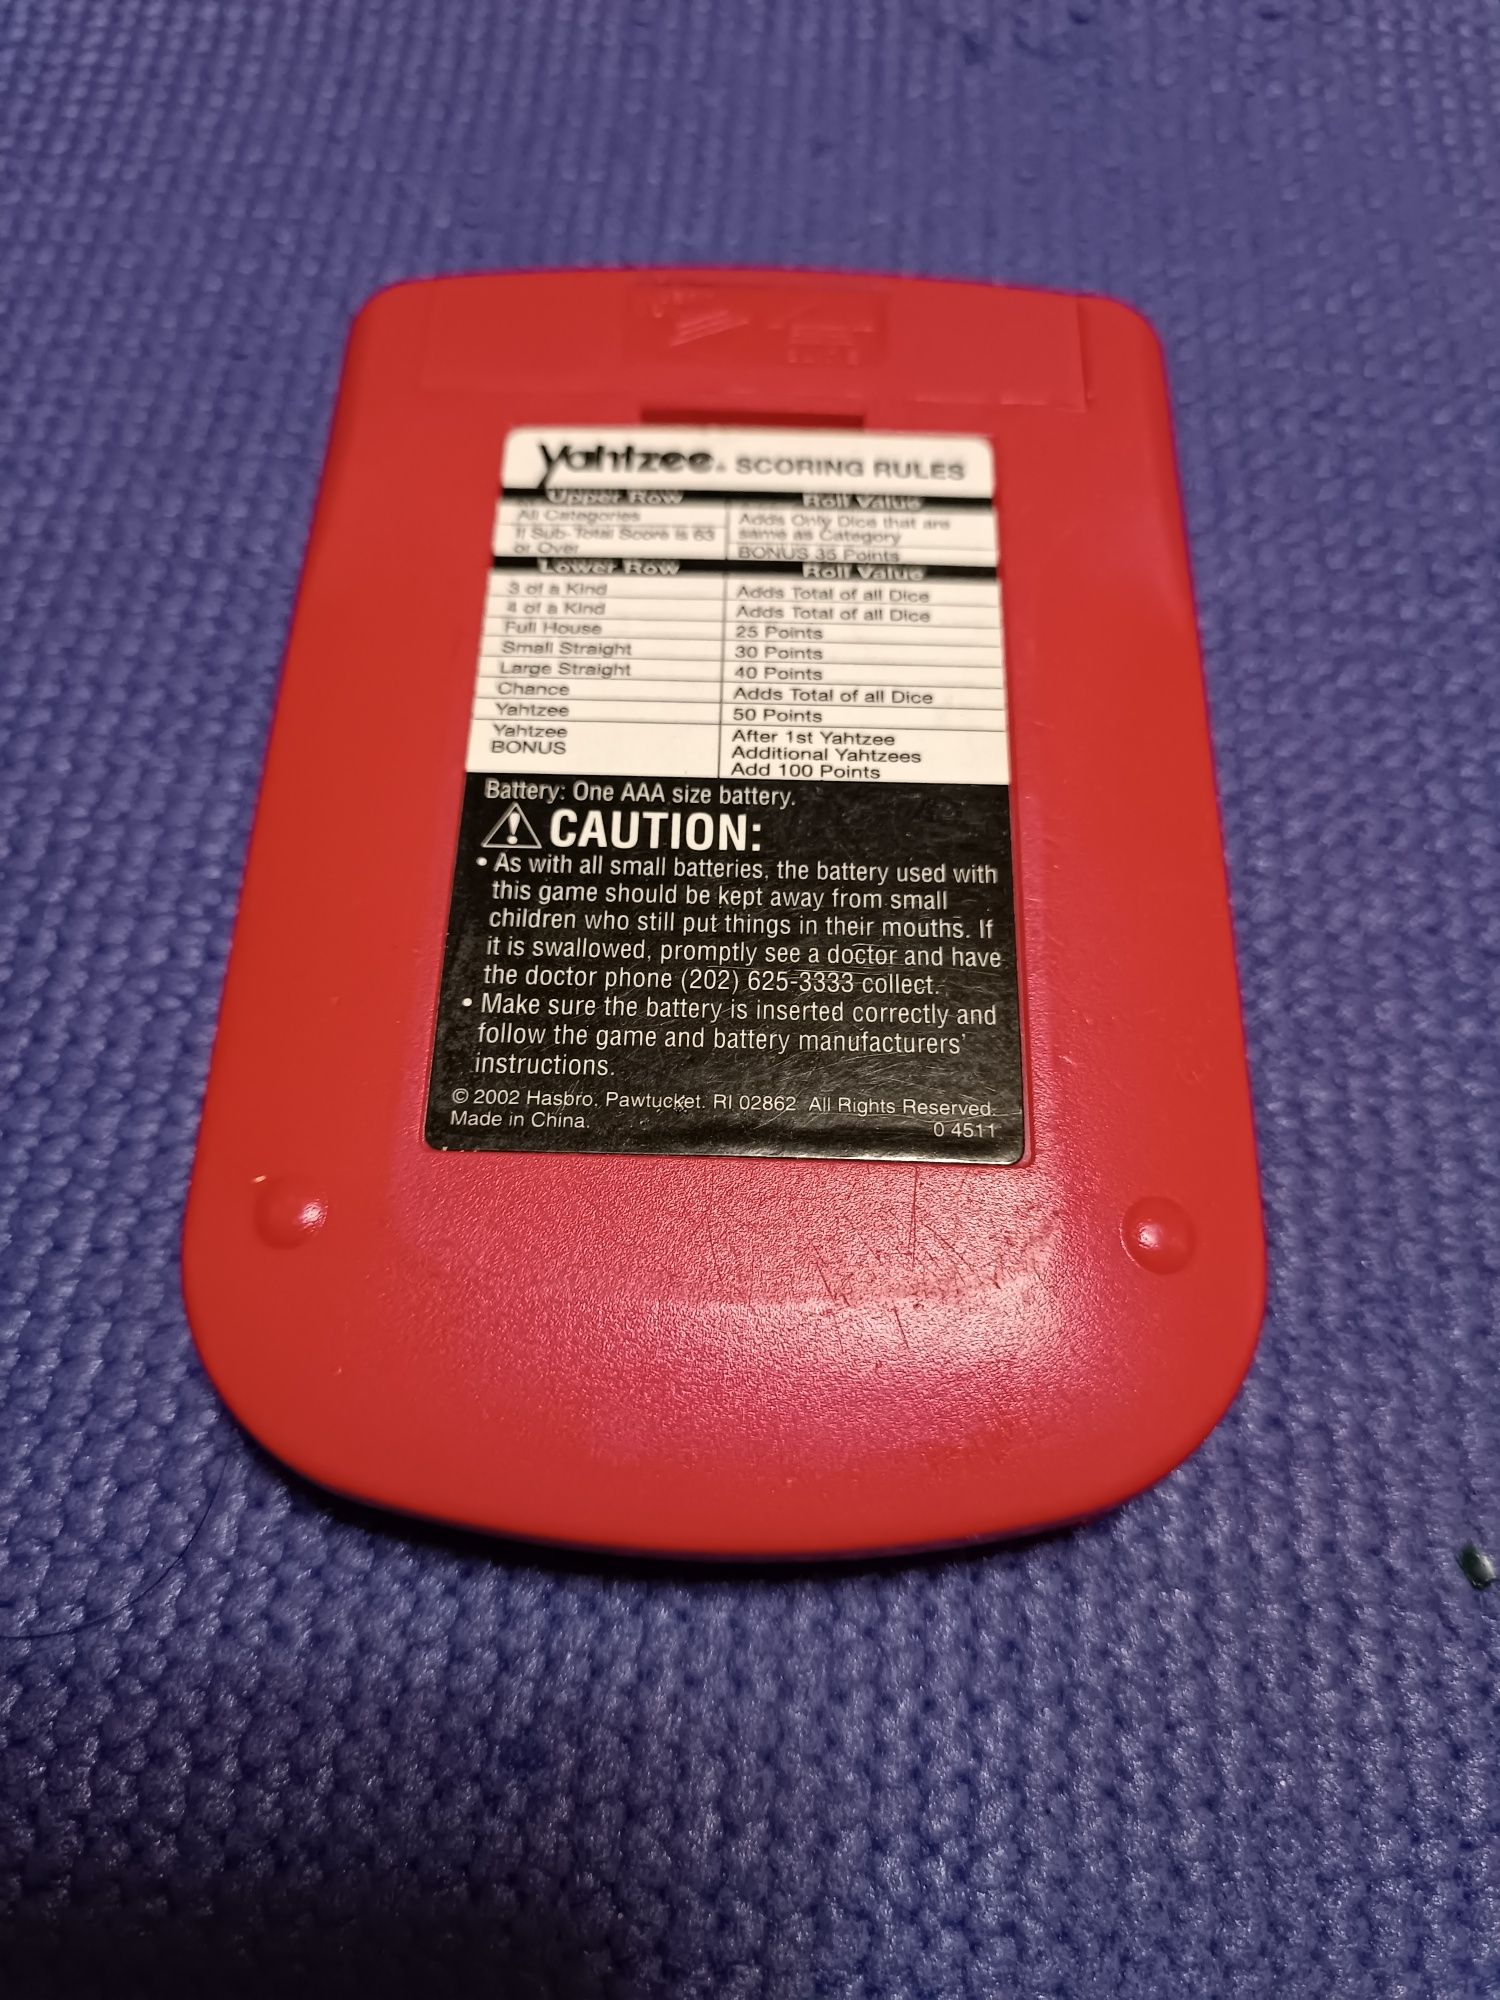 Yahtzee. SCORING RULES
Upper Row Roll Value
All Categories Adds Only Dice that are
same as Category
If Sub-Total Score is 63
or Over BONUS 35 Points
Lower Row Roll Value
3 of a Kind Adds Total of all Dice
4 of a Kind Adds Total of all Dice
Full House 25 Points
Small Straight 30 Points
Large Straight 40 Points
Chance Adds Total of all Dice
Yahtzee 50 Points
Yahtzee After 1st Yahtzee
BONUS Additional Yahtzees
Add 100 Points
Battery: One AAA size battery.
CAUTION:
• As with all small batteries, the battery used with
this game should be kept away from small
children who still put things in their mouths. If
it is swallowed, promptly see a doctor and have
the doctor phone (202) 625-3333 collect.
• Make sure the battery is inserted correctly and
follow the game and battery manufacturers'
instructions.
© 2002 Hasbro, Pawtucket, RI 02862 All Rights Reserved.
Made in China. 0 4511